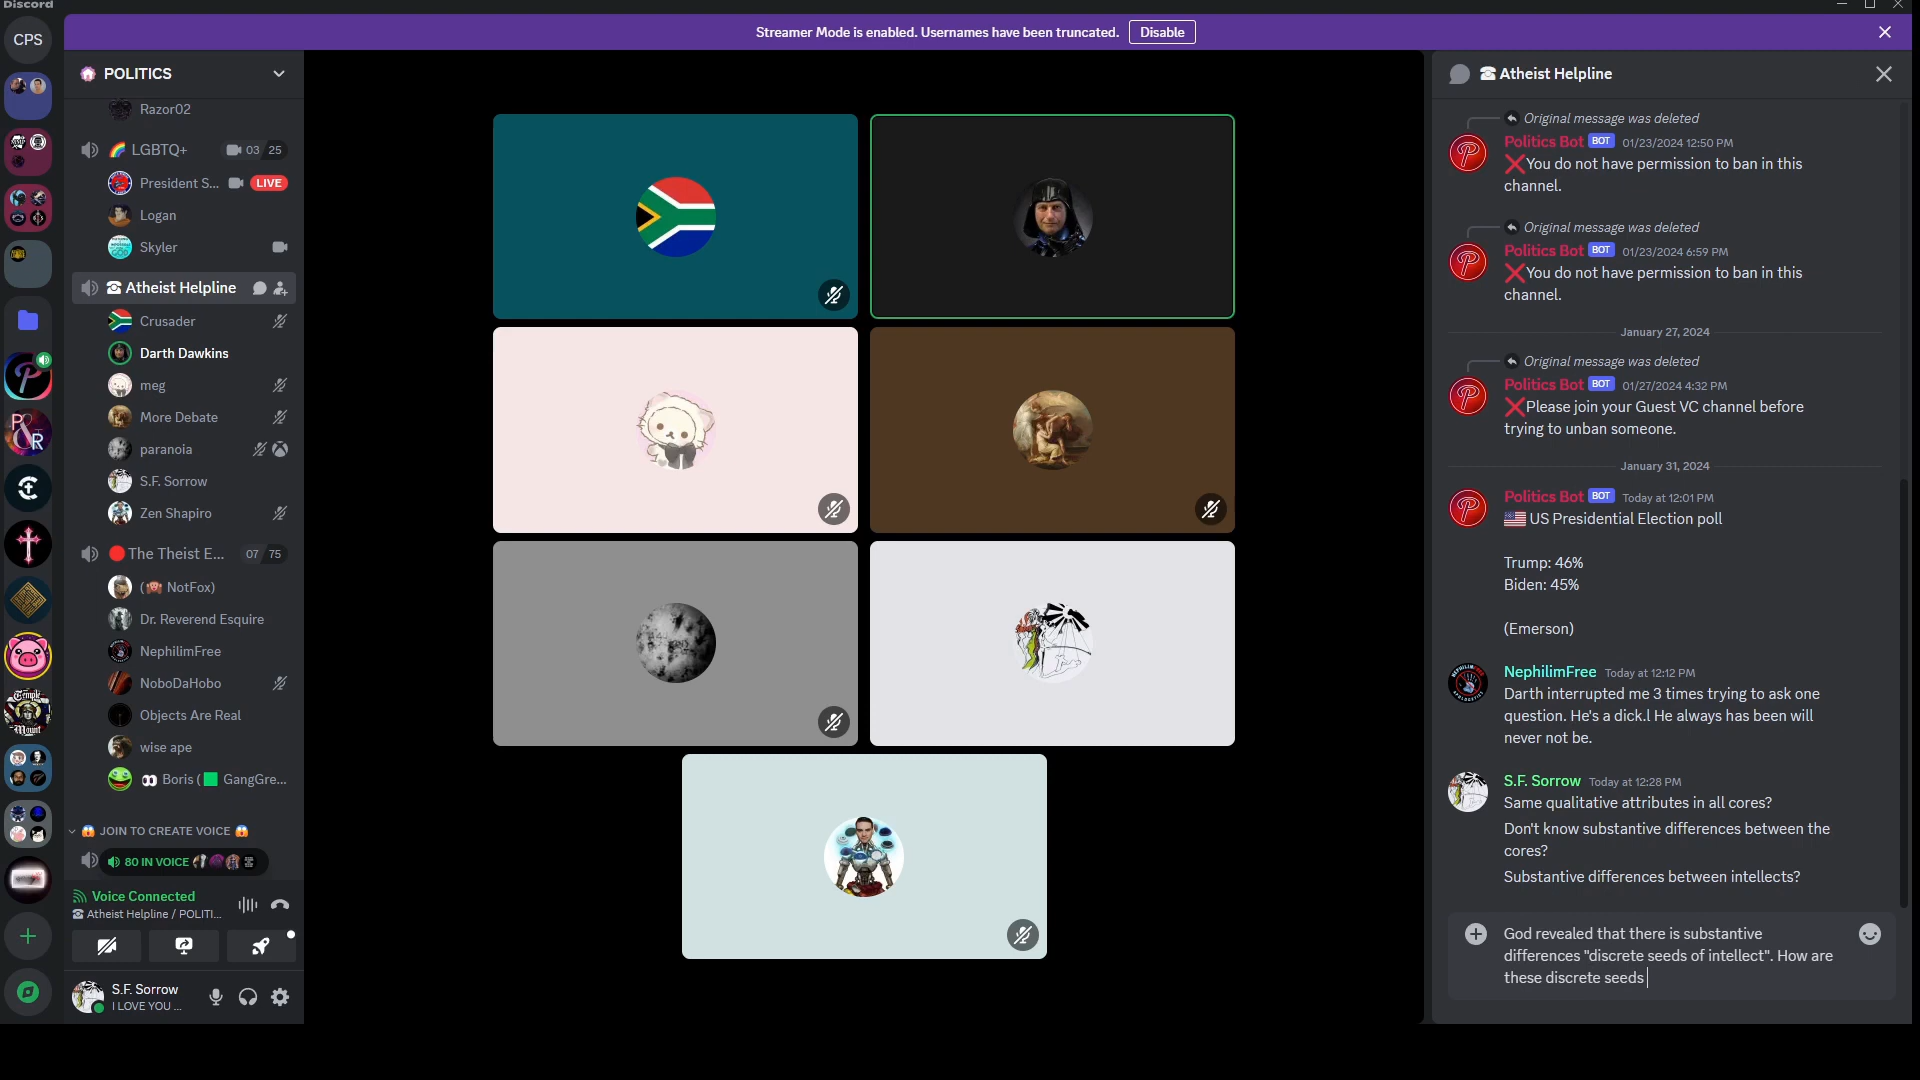 Discord
Streamer Mode is enabled. Usernames have been truncated.
Disable
CPS
POLITICS
Razor02
LGBTQ+
03 25
President S...
LIVE
Logan
Skyler
Atheist Helpline
Crusader
Darth Dawkins
meg
More Debate
paranoia
S.F. Sorrow
Zen Shapiro
The Theist E...
07 75
( NotFox)
Dr. Reverend Esquire
NephilimFree
NoboDaHobo
Objects Are Real
wise ape
Boris ( GangGre...
JOIN TO CREATE VOICE
80 IN VOICE
Voice Connected
Atheist Helpline / POLITI...
S.F. Sorrow
I LOVE YOU ...
Atheist Helpline
Original message was deleted
Politics Bot BOT 01/23/2024 12:50 PM
❌You do not have permission to ban in this
channel.
Original message was deleted
Politics Bot BOT 01/23/2024 6:59 PM
❌You do not have permission to ban in this
channel.
January 27, 2024
Original message was deleted
Politics Bot BOT 01/27/2024 4:32 PM
❌Please join your Guest VC channel before
trying to unban someone.
January 31, 2024
Politics Bot BOT Today at 12:01 PM
US Presidential Election poll
Trump: 46%
Biden: 45%
(Emerson)
NephilimFree Today at 12:12 PM
Darth interrupted me 3 times trying to ask one
question. He's a dick.l He always has been will
never not be.
S.F. Sorrow Today at 12:28 PM
Same qualitative attributes in all cores?
Don't know substantive differences between the
cores?
Substantive differences between intellects?
God revealed that there is substantive
differences "discrete seeds of intellect". How are
these discrete seeds